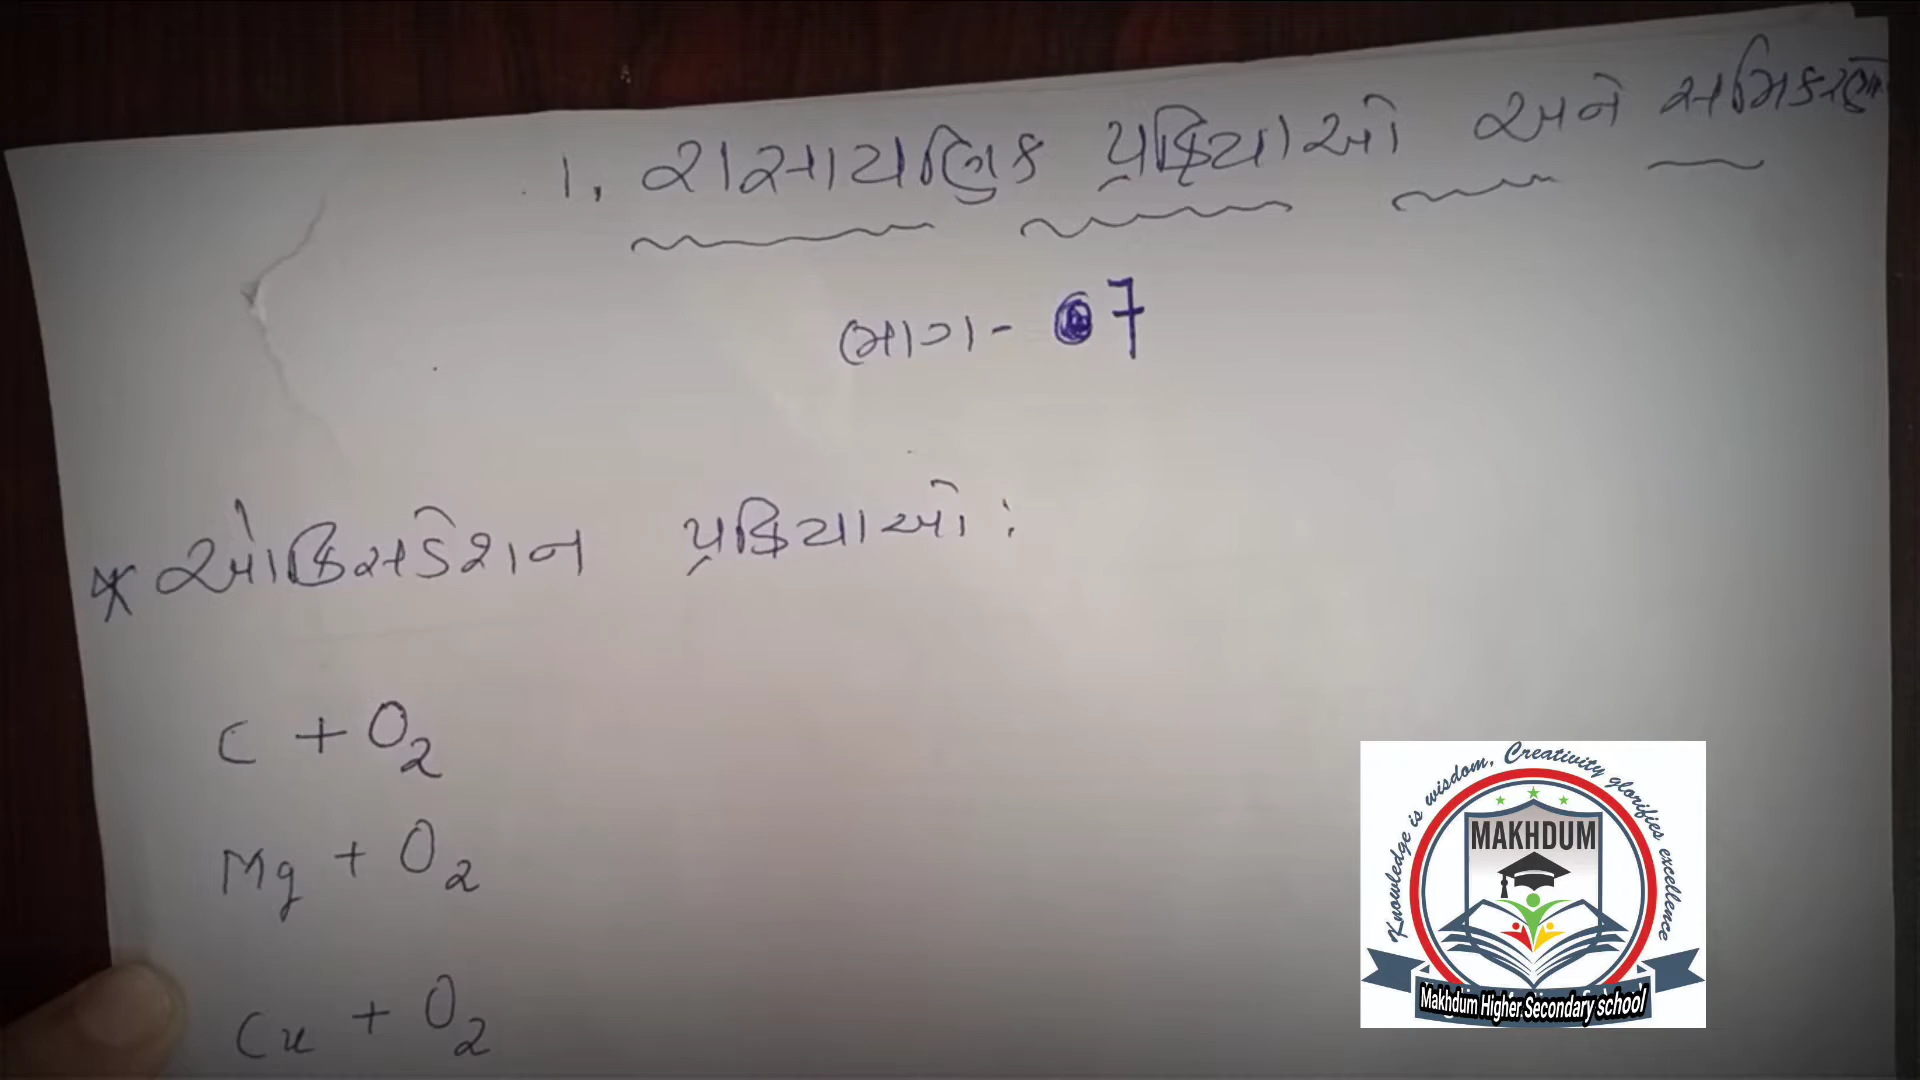 1. રાસાયણિક પ્રક્રિયાઓ અને સમિકરણો
ભાગ - 07
* ઓક્સિડેશન પ્રક્રિયાઓ :
C + O2
Mg + O2
Cu + O2
Knowledge is wisdom, Creativity glorifies excellence
MAKHDUM
Makhdum Higher Secondary school